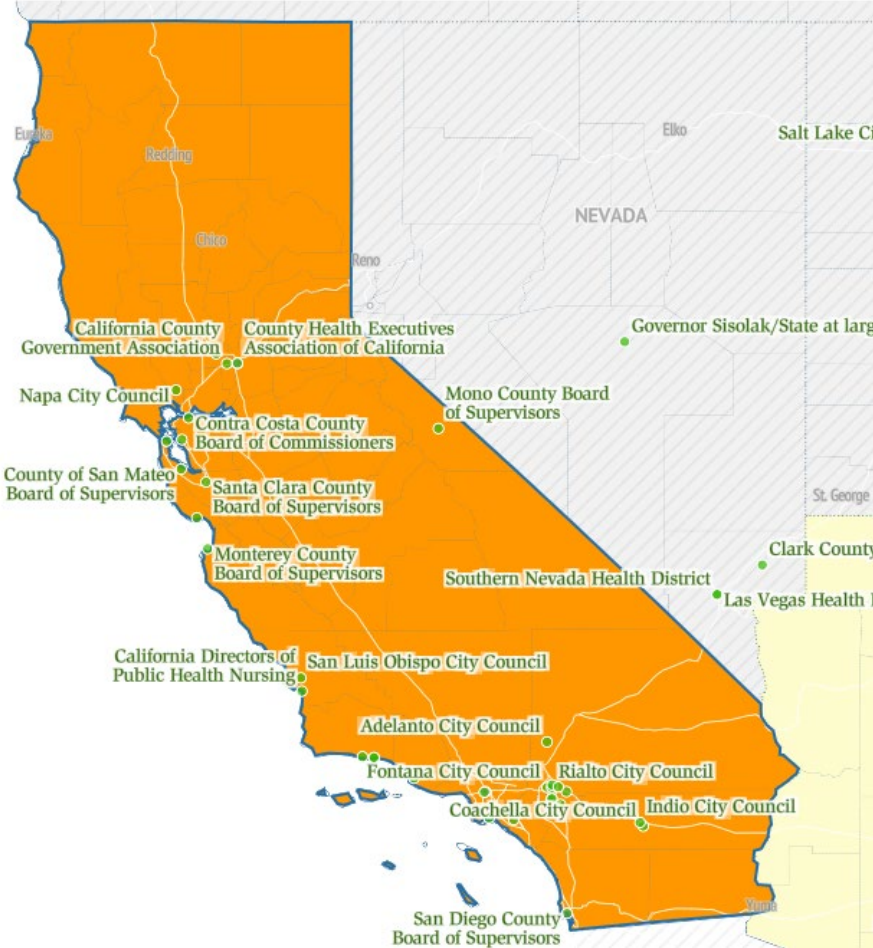 Eureka
Redding
Elko
Salt Lake Ci
NEVADA
Chico
Reno
California County
Government Association
County Health Executives
Association of California
Governor Sisolak/State at larg
Napa City Council
Mono County Board
of Supervisors
Contra Costa County
Board of Commissioners
County of San Mateo
Board of Supervisors
Santa Clara County
Board of Supervisors
St. George
Monterey County
Board of Supervisors
Clark County
Southern Nevada Health District
Las Vegas Health
California Directors of
Public Health Nursing
San Luis Obispo City Council
Adelanto City Council
Fontana City Council
Rialto City Council
Coachella City Council
Indio City Council
San Diego County
Board of Supervisors
Yuma